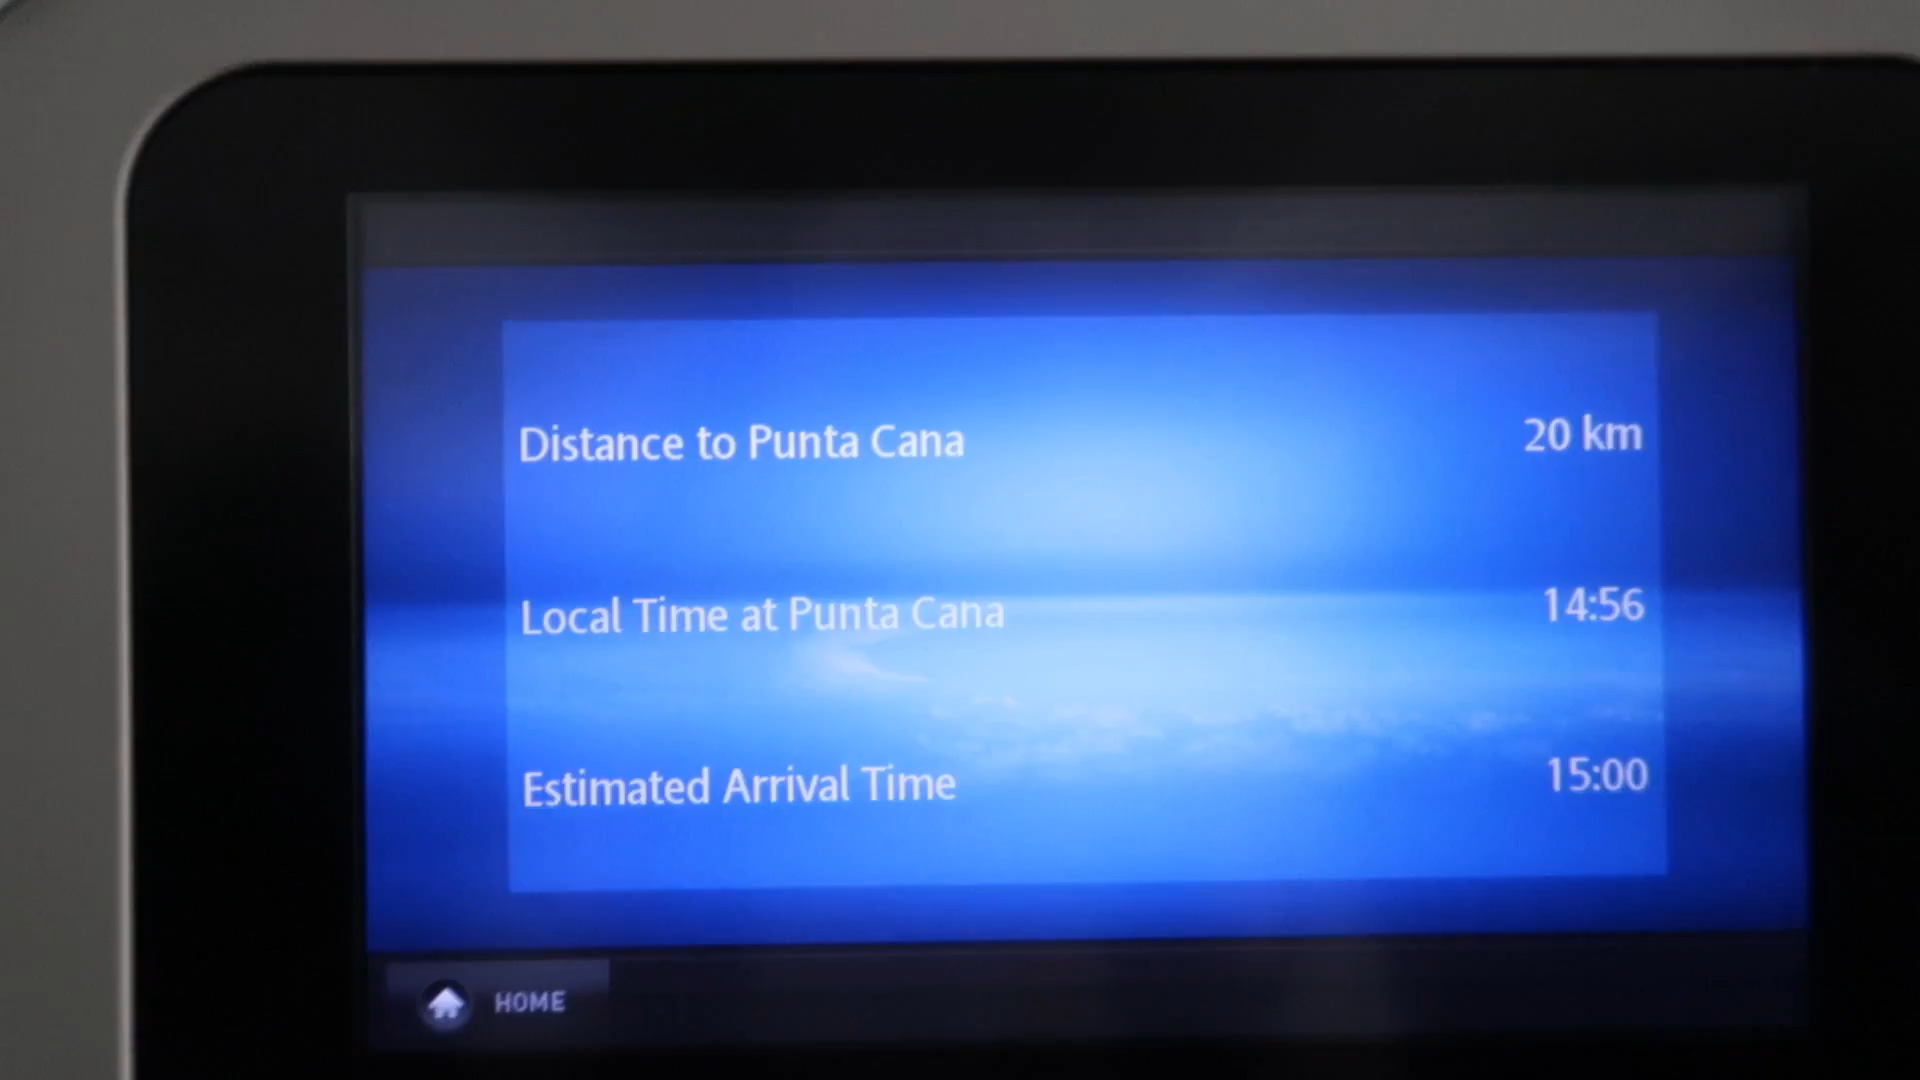 Distance to Punta Cana 20 km
Local Time at Punta Cana 14:56
Estimated Arrival Time 15:00
HOME